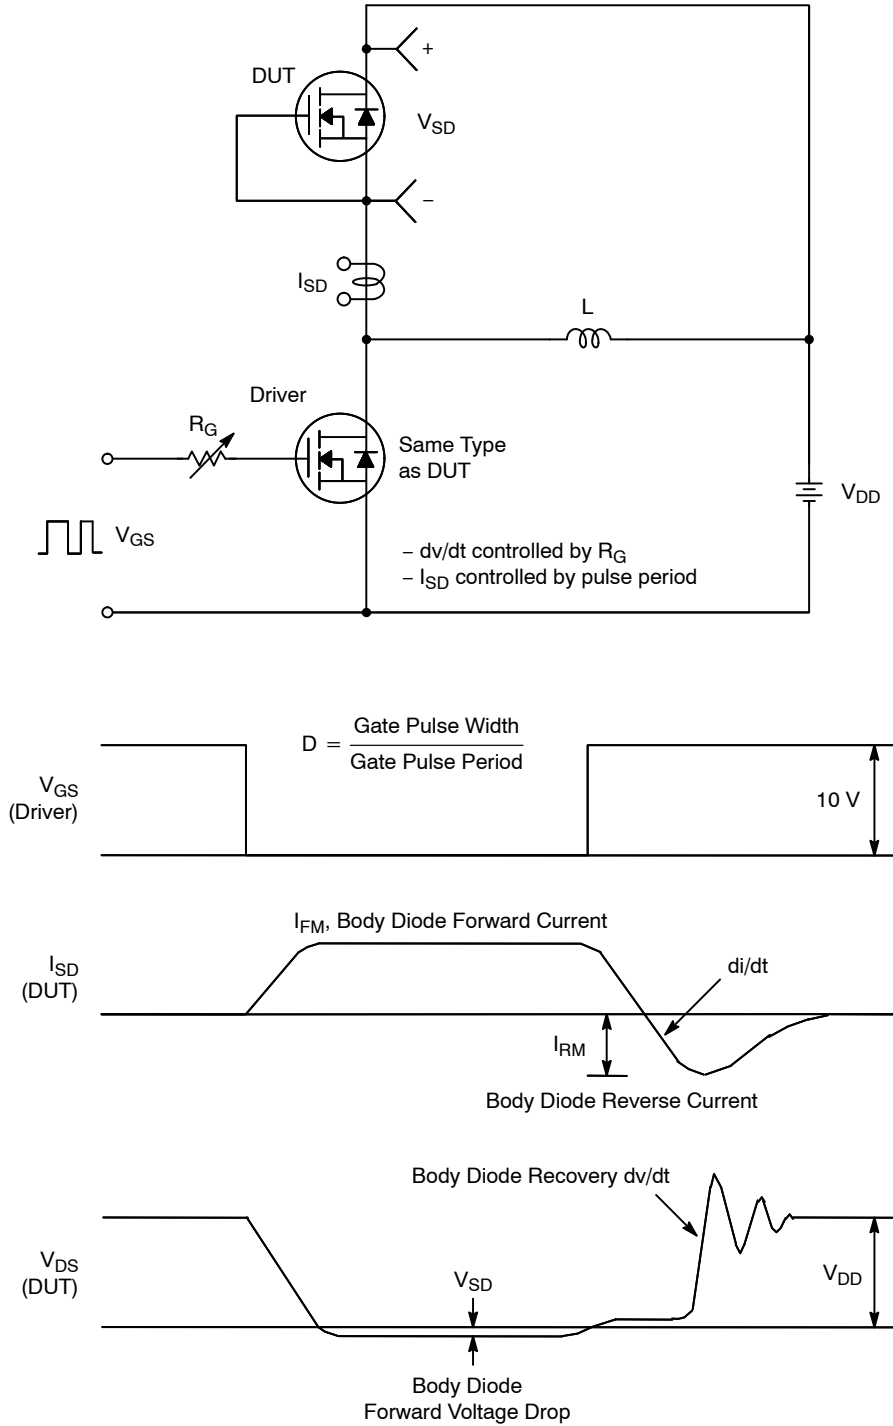 +
DUT
V_SD
−
I_SD
L
Driver
R_G
Same Type
as DUT
V_DD
V_GS
− dv/dt controlled by R_G
− I_SD controlled by pulse period
D = Gate Pulse Width
Gate Pulse Period
V_GS
(Driver)
10 V
I_FM, Body Diode Forward Current
I_SD
(DUT)
di/dt
I_RM
Body Diode Reverse Current
Body Diode Recovery dv/dt
V_DS
(DUT)
V_SD
V_DD
Body Diode
Forward Voltage Drop